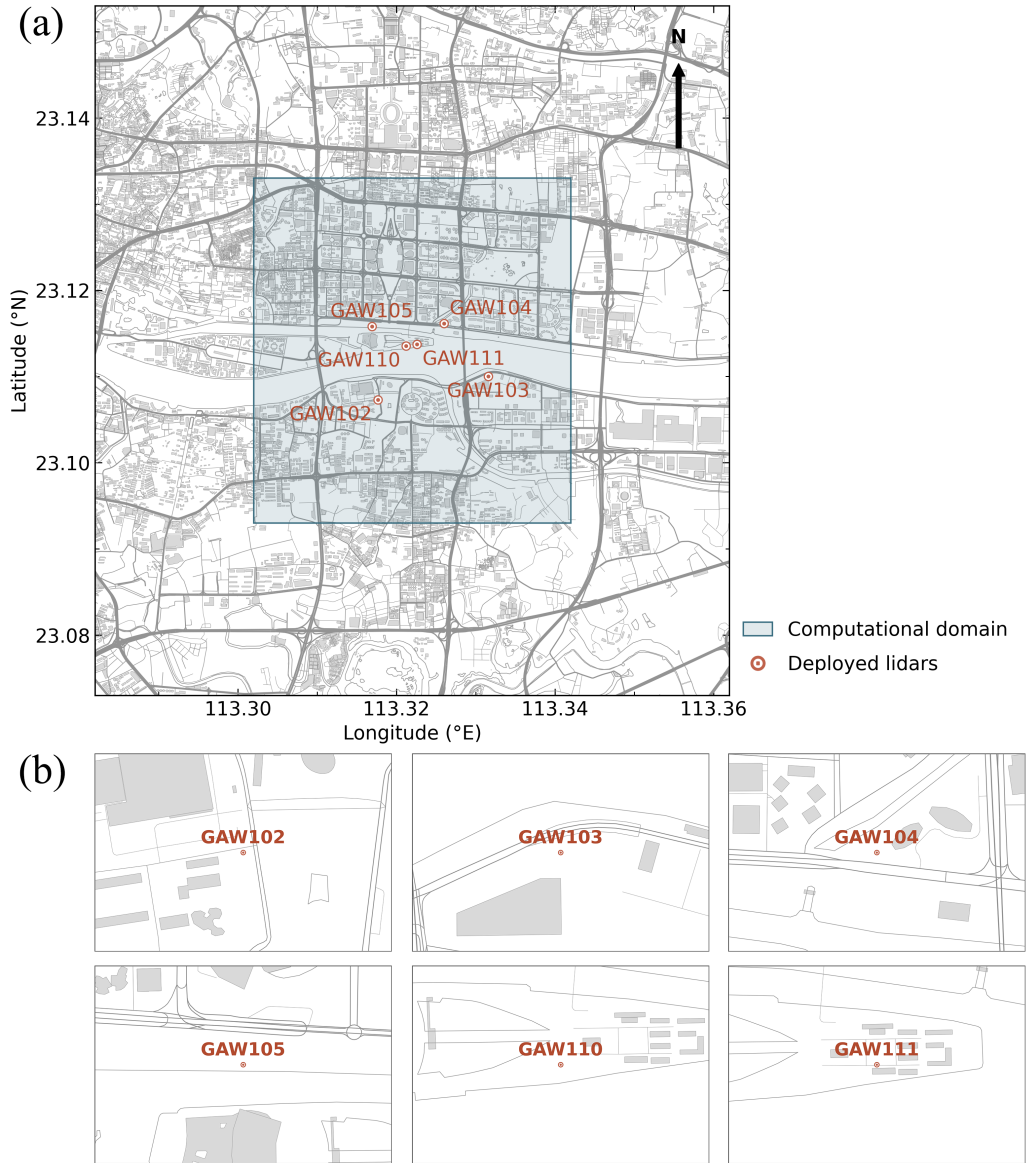 (a)
N
23.14
23.12
23.10
23.08
Latitude (°N)
GAW105
GAW104
GAW110
GAW111
GAW103
GAW102
113.30
113.32
113.34
113.36
Longitude (°E)
Computational domain
Deployed lidars
(b)
GAW102
GAW103
GAW104
GAW105
GAW110
GAW111